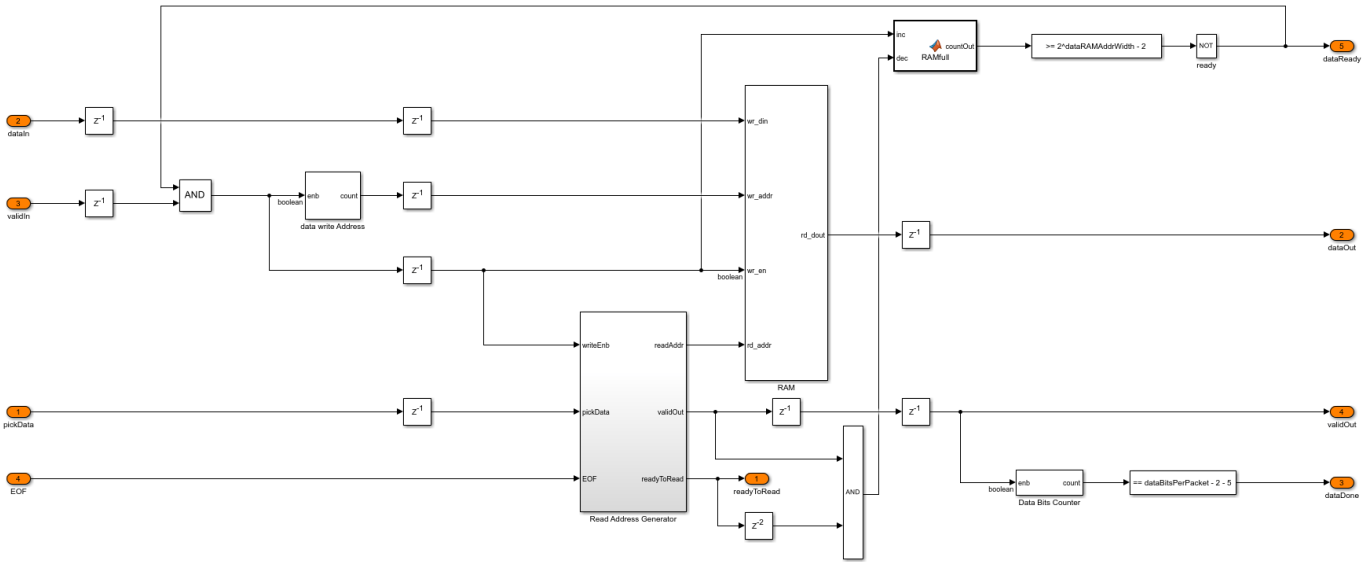 inc
countOut
dec
RAMfull
>= 2^dataRAMAddrWidth - 2
NOT
ready
5
dataReady
2
dataIn
z-1
z-1
wr_din
3
validIn
z-1
AND
boolean
enb
count
data write Address
z-1
wr_addr
rd_dout
z-1
2
dataOut
z-1
boolean
wr_en
writeEnb
readAddr
rd_addr
RAM
1
pickData
z-1
pickData
validOut
z-1
z-1
4
validOut
4
EOF
EOF
readyToRead
Read Address Generator
1
readyToRead
z-2
AND
boolean
enb
count
Data Bits Counter
== dataBitsPerPacket - 2 - 5
3
dataDone